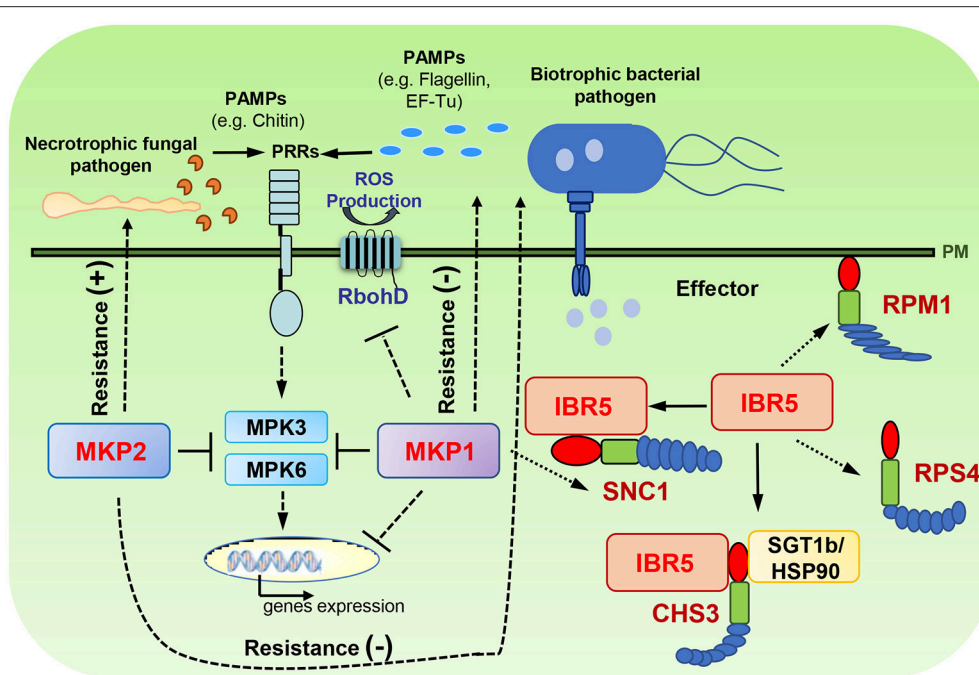 PAMPs
(e.g. Flagellin,
EF-Tu)
Biotrophic bacterial
pathogen
PAMPs
(e.g. Chitin)
Necrotrophic fungal
pathogen
PRRs
ROS
Production
PM
RbohD
Effector
RPM1
Resistance (+)
Resistance (-)
IBR5
IBR5
MKP2
MPK3
MPK6
MKP1
SNC1
RPS4
IBR5
SGT1b/
HSP90
CHS3
genes expression
Resistance (-)